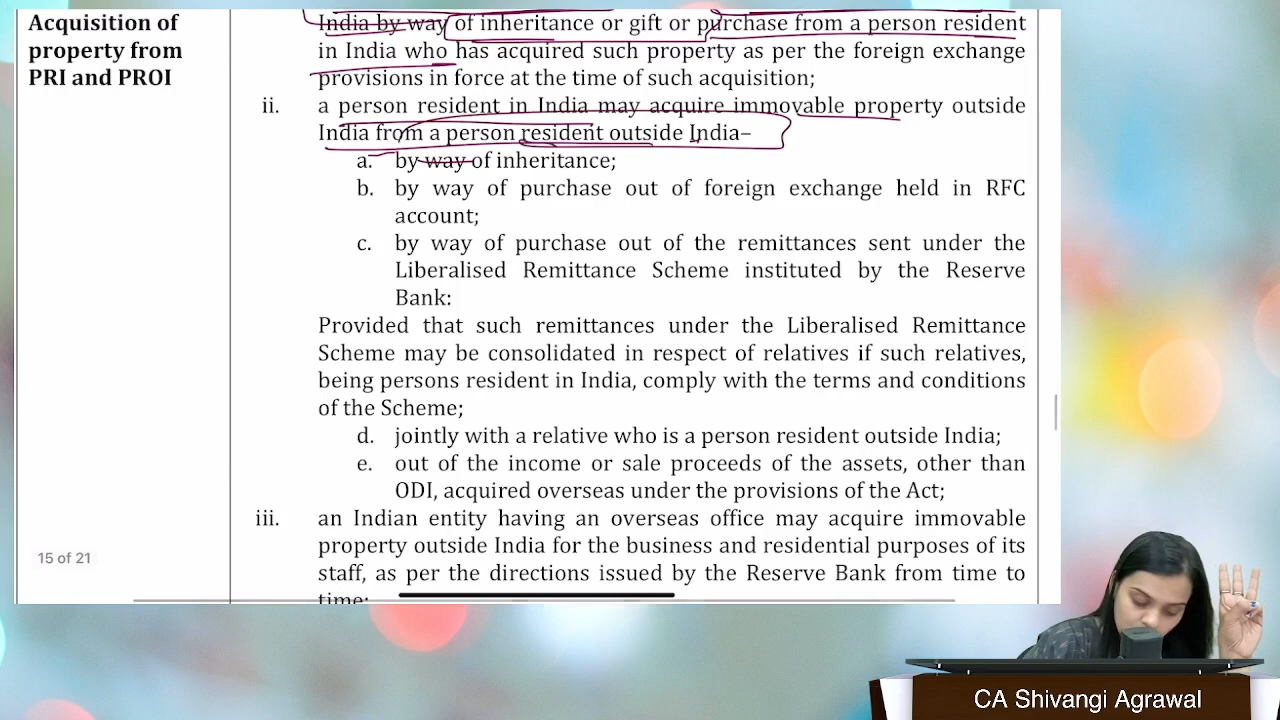 Acquisition of
property from
PRI and PROI
India by way of inheritance or gift or purchase from a person resident
in India who has acquired such property as per the foreign exchange
provisions in force at the time of such acquisition;
ii. a person resident in India may acquire immovable property outside
India from a person resident outside India–
a. by way of inheritance;
b. by way of purchase out of foreign exchange held in RFC
account;
c. by way of purchase out of the remittances sent under the
Liberalised Remittance Scheme instituted by the Reserve
Bank:
Provided that such remittances under the Liberalised Remittance
Scheme may be consolidated in respect of relatives if such relatives,
being persons resident in India, comply with the terms and conditions
of the Scheme;
d. jointly with a relative who is a person resident outside India;
e. out of the income or sale proceeds of the assets, other than
ODI, acquired overseas under the provisions of the Act;
iii. an Indian entity having an overseas office may acquire immovable
property outside India for the business and residential purposes of its
staff, as per the directions issued by the Reserve Bank from time to
time:
15 of 21
CA Shivangi Agrawal